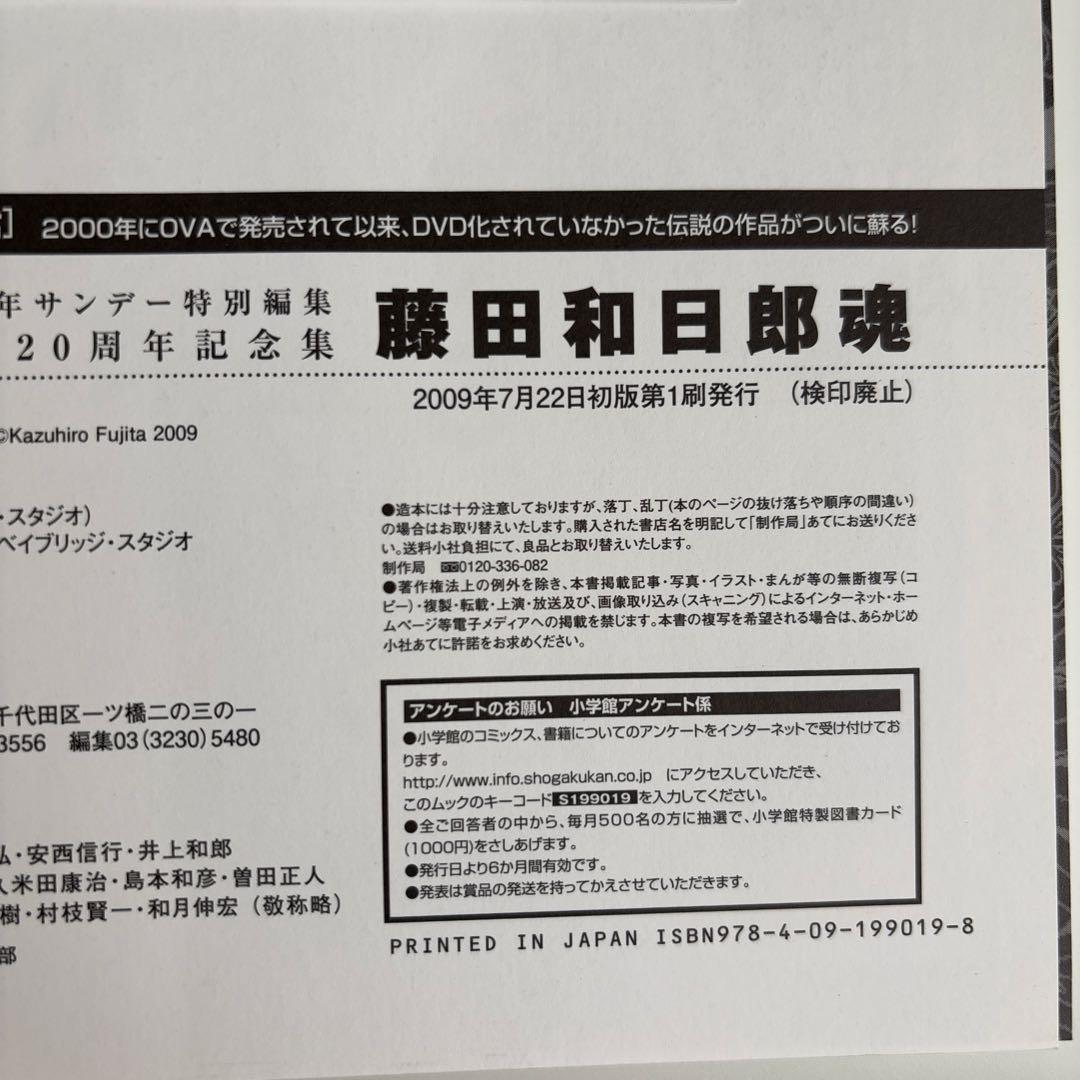 2000年にOVAで発売されて以来、DVD化されていなかった伝説の作品がついに蘇る!
年サンデー特別編集
20周年記念集
藤田和日郎魂
2009年7月22日初版第1刷発行 (検印廃止)
©Kazuhiro Fujita 2009
・スタジオ)
ベイブリッジ・スタジオ
●造本には十分注意しておりますが、落丁、乱丁(本のページの抜け落ちや順序の間違い)
の場合はお取り替えいたします。購入された書店名を明記して「制作局」あてにお送りくださ
い。送料小社負担にて、良品とお取り替えいたします。
制作局 0120-336-082
●著作権法上の例外を除き、本書掲載記事・写真・イラスト・まんが等の無断複写(コ
ピー)・複製・転載・上演・放送及び、画像取り込み(スキャニング)によるインターネット・ホー
ムページ等電子メディアへの掲載を禁じます。本書の複写を希望される場合は、あらかじめ
小社あてに許諾をお求めください。
千代田区一ツ橋二の三の一
3556 編集03(3230)5480
アンケートのお願い 小学館アンケート係
●小学館のコミックス、書籍についてのアンケートをインターネットで受け付けてお
ります。
http://www.info.shogakukan.co.jp にアクセスしていただき、
このムックのキーコードS199019を入力してください。
●全ご回答者の中から、毎月500名の方に抽選で、小学館特製図書カード
(1000円)をさしあげます。
●発行日より6か月間有効です。
●発表は賞品の発送を持ってかえさせていただきます。
弘・安西信行・井上和郎
久米田康治・島本和彦・曽田正人
樹・村枝賢一・和月伸宏(敬称略)
部
PRINTED IN JAPAN ISBN978-4-09-199019-8